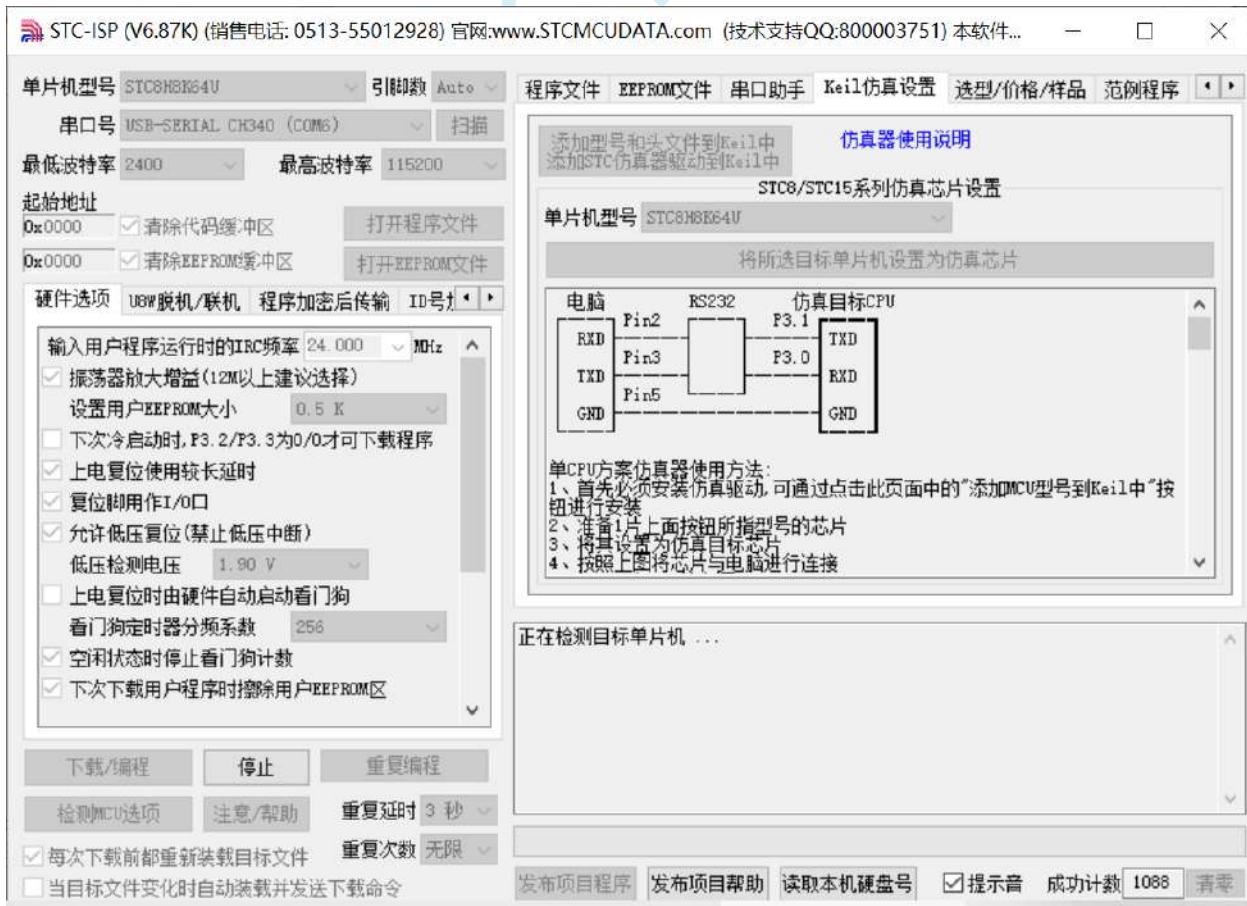 STC-ISP (V6.87K) (销售电话: 0513-55012928) 官网:www.STCMCUDATA.com (技术支持QQ:800003751) 本软件...
单片机型号 STC8H8K64U 引脚数 Auto
串口号 USB-SERIAL CH340 (COM6) 扫描
最低波特率 2400 最高波特率 115200
起始地址
0x0000 清除代码缓冲区 打开程序文件
0x0000 清除EEPROM缓冲区 打开EEPROM文件
硬件选项 U8W脱机/联机 程序加密后传输 ID号
输入用户程序运行时的IRC频率 24.000 MHz
振荡器放大增益(12M以上建议选择)
设置用户EEPROM大小 0.5 K
下次冷启动时,P3.2/P3.3为0/0才可下载程序
上电复位使用较长延时
复位脚用作I/O口
允许低压复位(禁止低压中断)
低压检测电压 1.90 V
上电复位时由硬件自动启动看门狗
看门狗定时器分频系数 256
空闲状态时停止看门狗计数
下次下载用户程序时擦除用户EEPROM区
下载/编程 停止 重复编程
检测MCU选项 注意/帮助 重复延时 3 秒
每次下载前都重新装载目标文件 重复次数 无限
当目标文件变化时自动装载并发送下载命令
程序文件 EEPROM文件 串口助手 Keil仿真设置 选型/价格/样品 范例程序
添加型号和头文件到Keil中
添加STC仿真器驱动到Keil中
仿真器使用说明
STC8/STC15系列仿真芯片设置
单片机型号 STC8H8K64U
将所选目标单片机设置为仿真芯片
电脑 RS232 仿真目标CPU
Pin2 P3.1
RXD TXD
Pin3 P3.0
TXD RXD
Pin5
GND GND
单CPU方案仿真器使用方法:
1、首先必须安装仿真驱动,可通过点击此页面中的"添加MCU型号到Keil中"按
钮进行安装
2、准备1片上面按钮所指型号的芯片
3、将其设置为仿真目标芯片
4、按照上图将芯片与电脑进行连接
正在检测目标单片机 ...
发布项目程序 发布项目帮助 读取本机硬盘号 提示音 成功计数 1088 清零